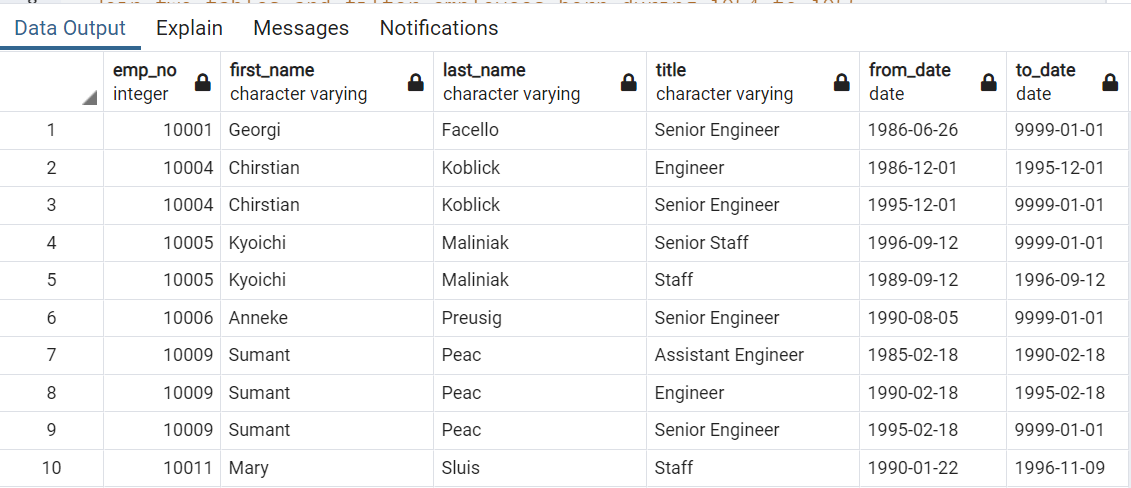 Data Output Explain Messages Notifications
emp_no first_name last_name title from_date to_date
integer character varying character varying character varying date date
1 10001 Georgi Facello Senior Engineer 1986-06-26 9999-01-01
2 10004 Chirstian Koblick Engineer 1986-12-01 1995-12-01
3 10004 Chirstian Koblick Senior Engineer 1995-12-01 9999-01-01
4 10005 Kyoichi Maliniak Senior Staff 1996-09-12 9999-01-01
5 10005 Kyoichi Maliniak Staff 1989-09-12 1996-09-12
6 10006 Anneke Preusig Senior Engineer 1990-08-05 9999-01-01
7 10009 Sumant Peac Assistant Engineer 1985-02-18 1990-02-18
8 10009 Sumant Peac Engineer 1990-02-18 1995-02-18
9 10009 Sumant Peac Senior Engineer 1995-02-18 9999-01-01
10 10011 Mary Sluis Staff 1990-01-22 1996-11-09